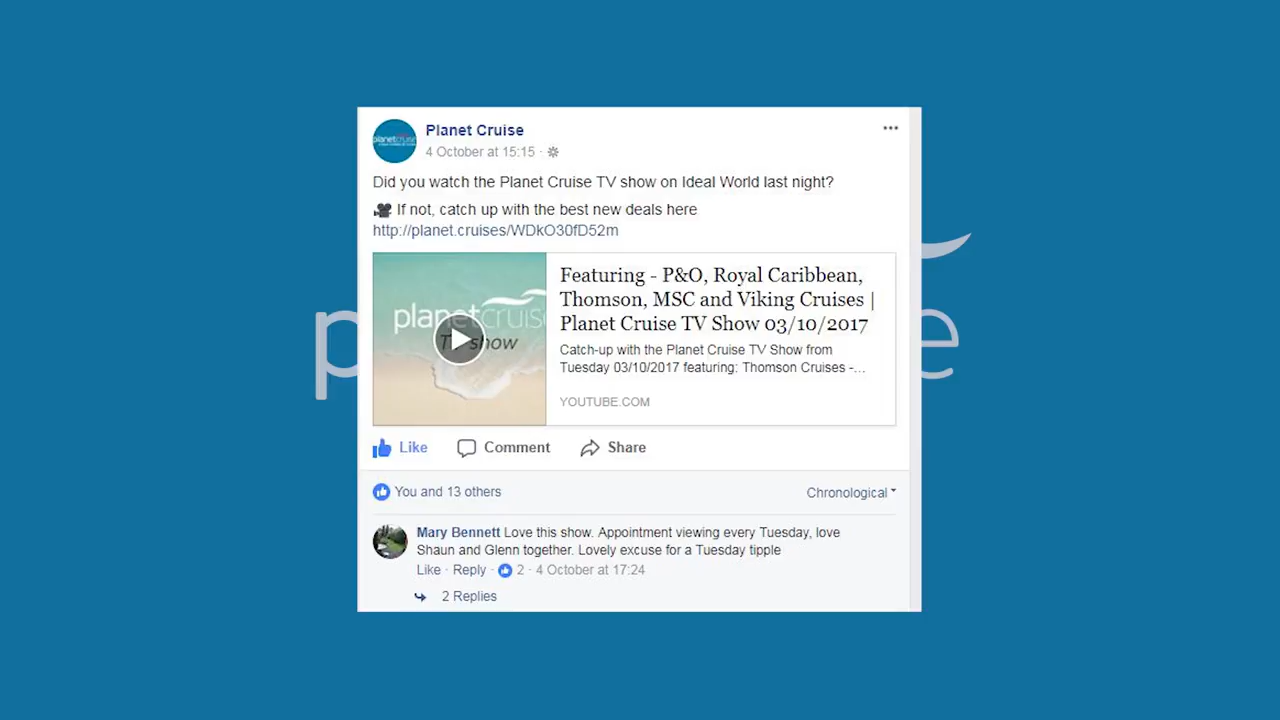 Planet Cruise
4 October at 15:15 ·
Did you watch the Planet Cruise TV show on Ideal World last night?
If not, catch up with the best new deals here
http://planet.cruises/WDkO30fD52m
planetcruise
TV show
Featuring - P&O, Royal Caribbean,
Thomson, MSC and Viking Cruises |
Planet Cruise TV Show 03/10/2017
Catch-up with the Planet Cruise TV Show from
Tuesday 03/10/2017 featuring: Thomson Cruises -...
YOUTUBE.COM
Like Comment Share
You and 13 others
Chronological
Mary Bennett Love this show. Appointment viewing every Tuesday, love
Shaun and Glenn together. Lovely excuse for a Tuesday tipple
Like · Reply · 2 · 4 October at 17:24
2 Replies